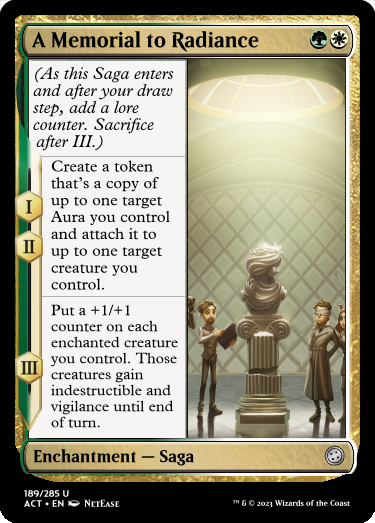 A Memorial to Radiance
(As this Saga enters
and after your draw
step, add a lore
counter. Sacrifice
after III.)
I
II
Create a token
that's a copy of
up to one target
Aura you control
and attach it to
up to one target
creature you
control.
III
Put a +1/+1
counter on each
enchanted creature
you control. Those
creatures gain
indestructible and
vigilance until end
of turn.
Enchantment — Saga
189/285 U
ACT • EN NetEase
™ & © 2023 Wizards of the Coast